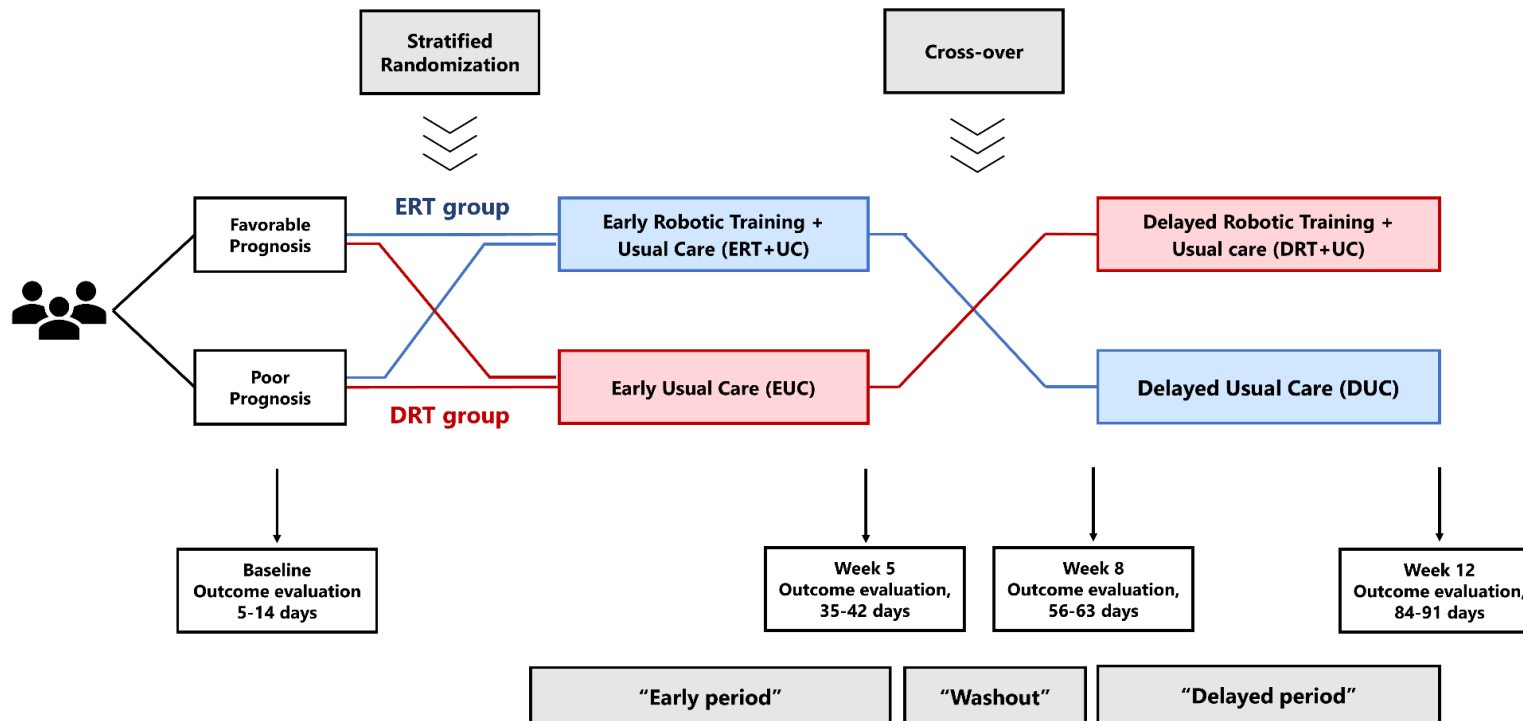 Stratified
Randomization
Cross-over
ERT group
Favorable
Prognosis
Early Robotic Training +
Usual Care (ERT+UC)
Delayed Robotic Training +
Usual care (DRT+UC)
Poor
Prognosis
DRT group
Early Usual Care (EUC)
Delayed Usual Care (DUC)
Baseline
Outcome evaluation
5-14 days
Week 5
Outcome evaluation,
35-42 days
Week 8
Outcome evaluation,
56-63 days
Week 12
Outcome evaluation,
84-91 days
“Early period”
“Washout”
“Delayed period”